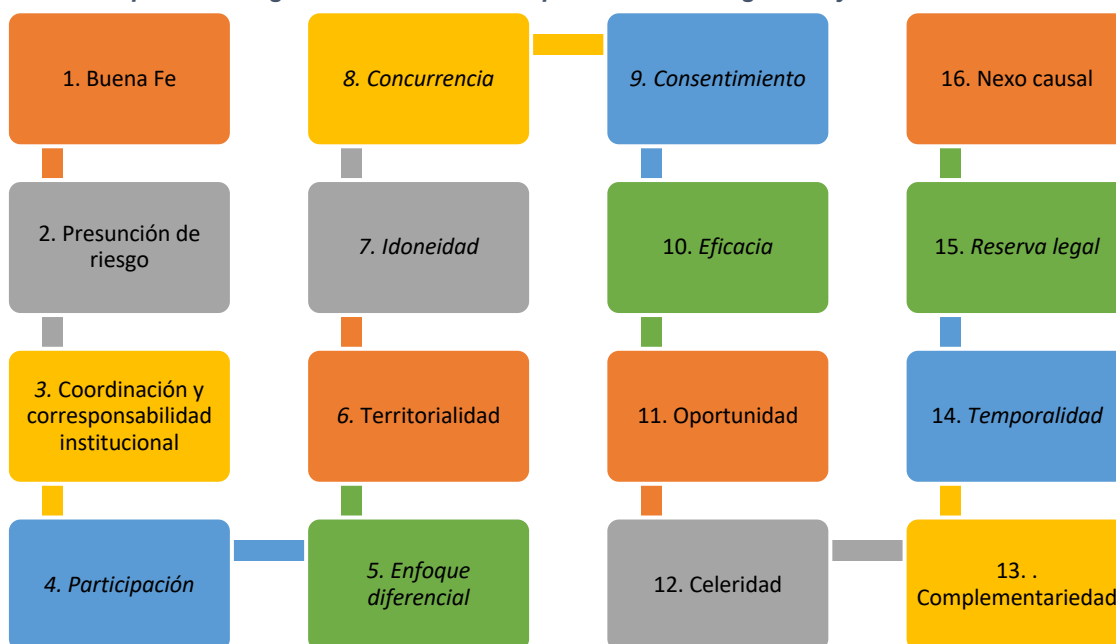 1. Buena Fe
2. Presunción de
riesgo
3. Coordinación y
corresponsabilidad
institucional
4. Participación
5. Enfoque
diferencial
6. Territorialidad
7. Idoneidad
8. Concurrencia
9. Consentimiento
10. Eficacia
11. Oportunidad
12. Celeridad
13. .
Complementariedad
14. Temporalidad
15. Reserva legal
16. Nexo causal